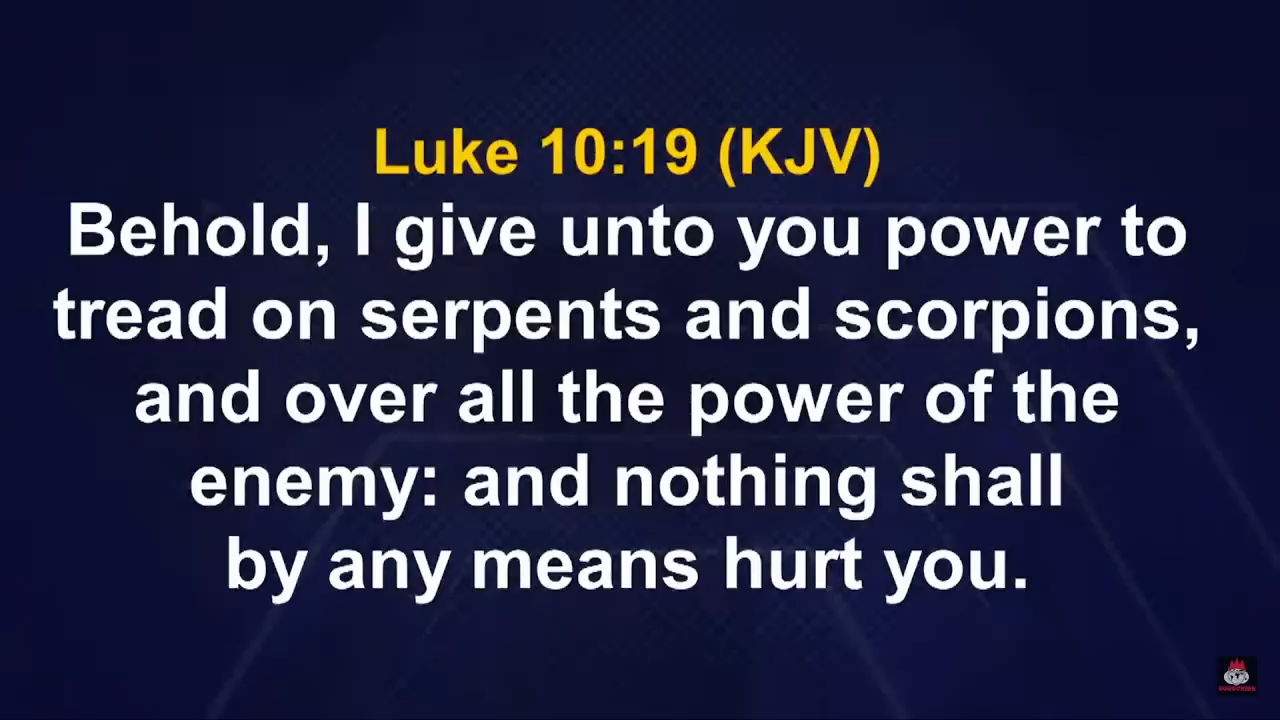 Luke 10:19 (KJV)
Behold, I give unto you power to
tread on serpents and scorpions,
and over all the power of the
enemy: and nothing shall
by any means hurt you.
SUBSCRIBE